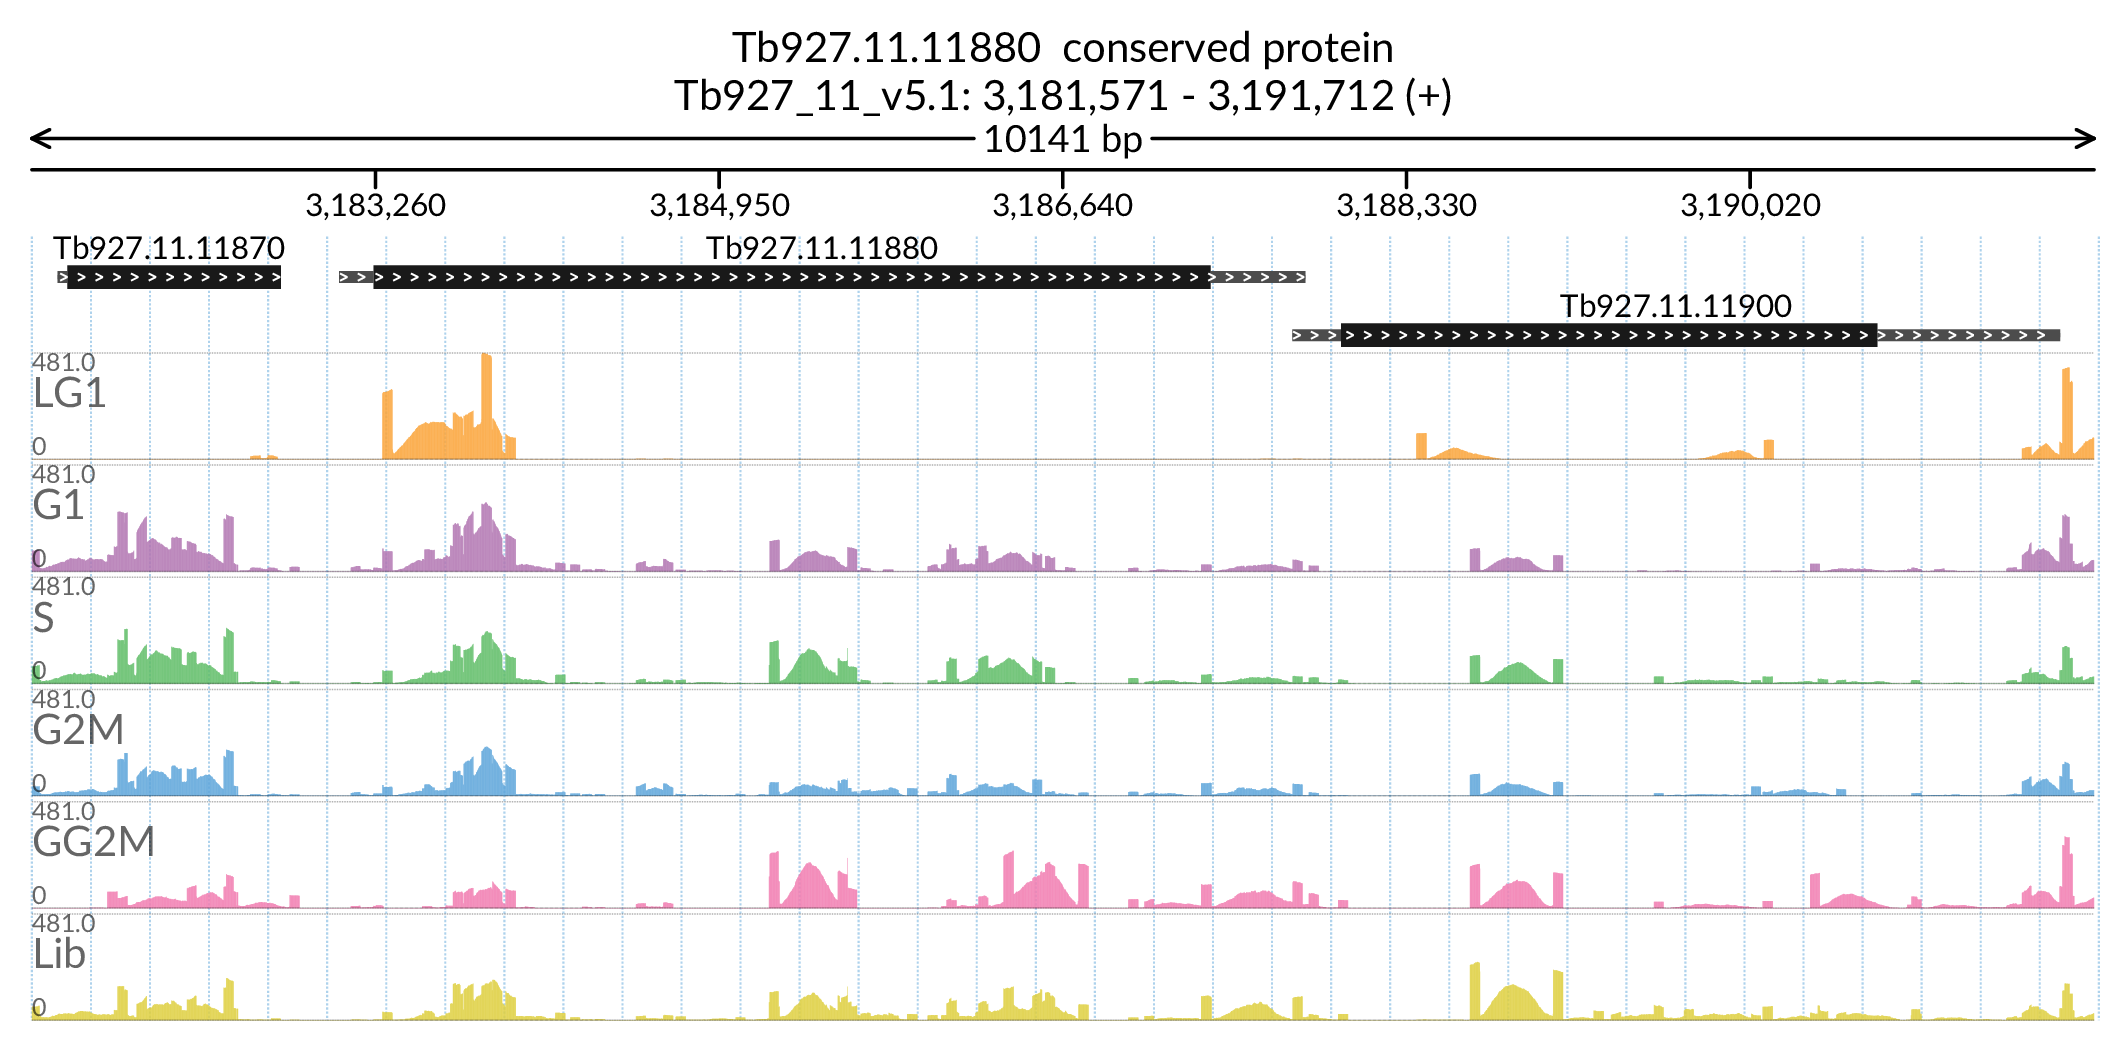 Tb927.11.11880  conserved protein
Tb927_11_v5.1: 3,181,571 - 3,191,712 (+)
10141 bp
3,183,260 3,184,950 3,186,640 3,188,330 3,190,020
Tb927.11.11870 Tb927.11.11880
Tb927.11.11900
481.0
LG1
0
481.0
G1
0
481.0
S
0
481.0
G2M
0
481.0
GG2M
0
481.0
Lib
0